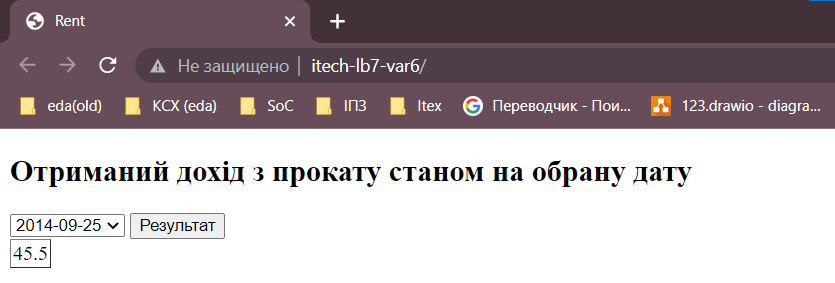 Rent
Не защищено | itech-lb7-var6/
eda(old) КСХ (eda) SoC ІПЗ Itex Переводчик - Пои... 123.drawio - diagra...
Отриманий дохід з прокату станом на обрану дату
2014-09-25 Результат
45.5